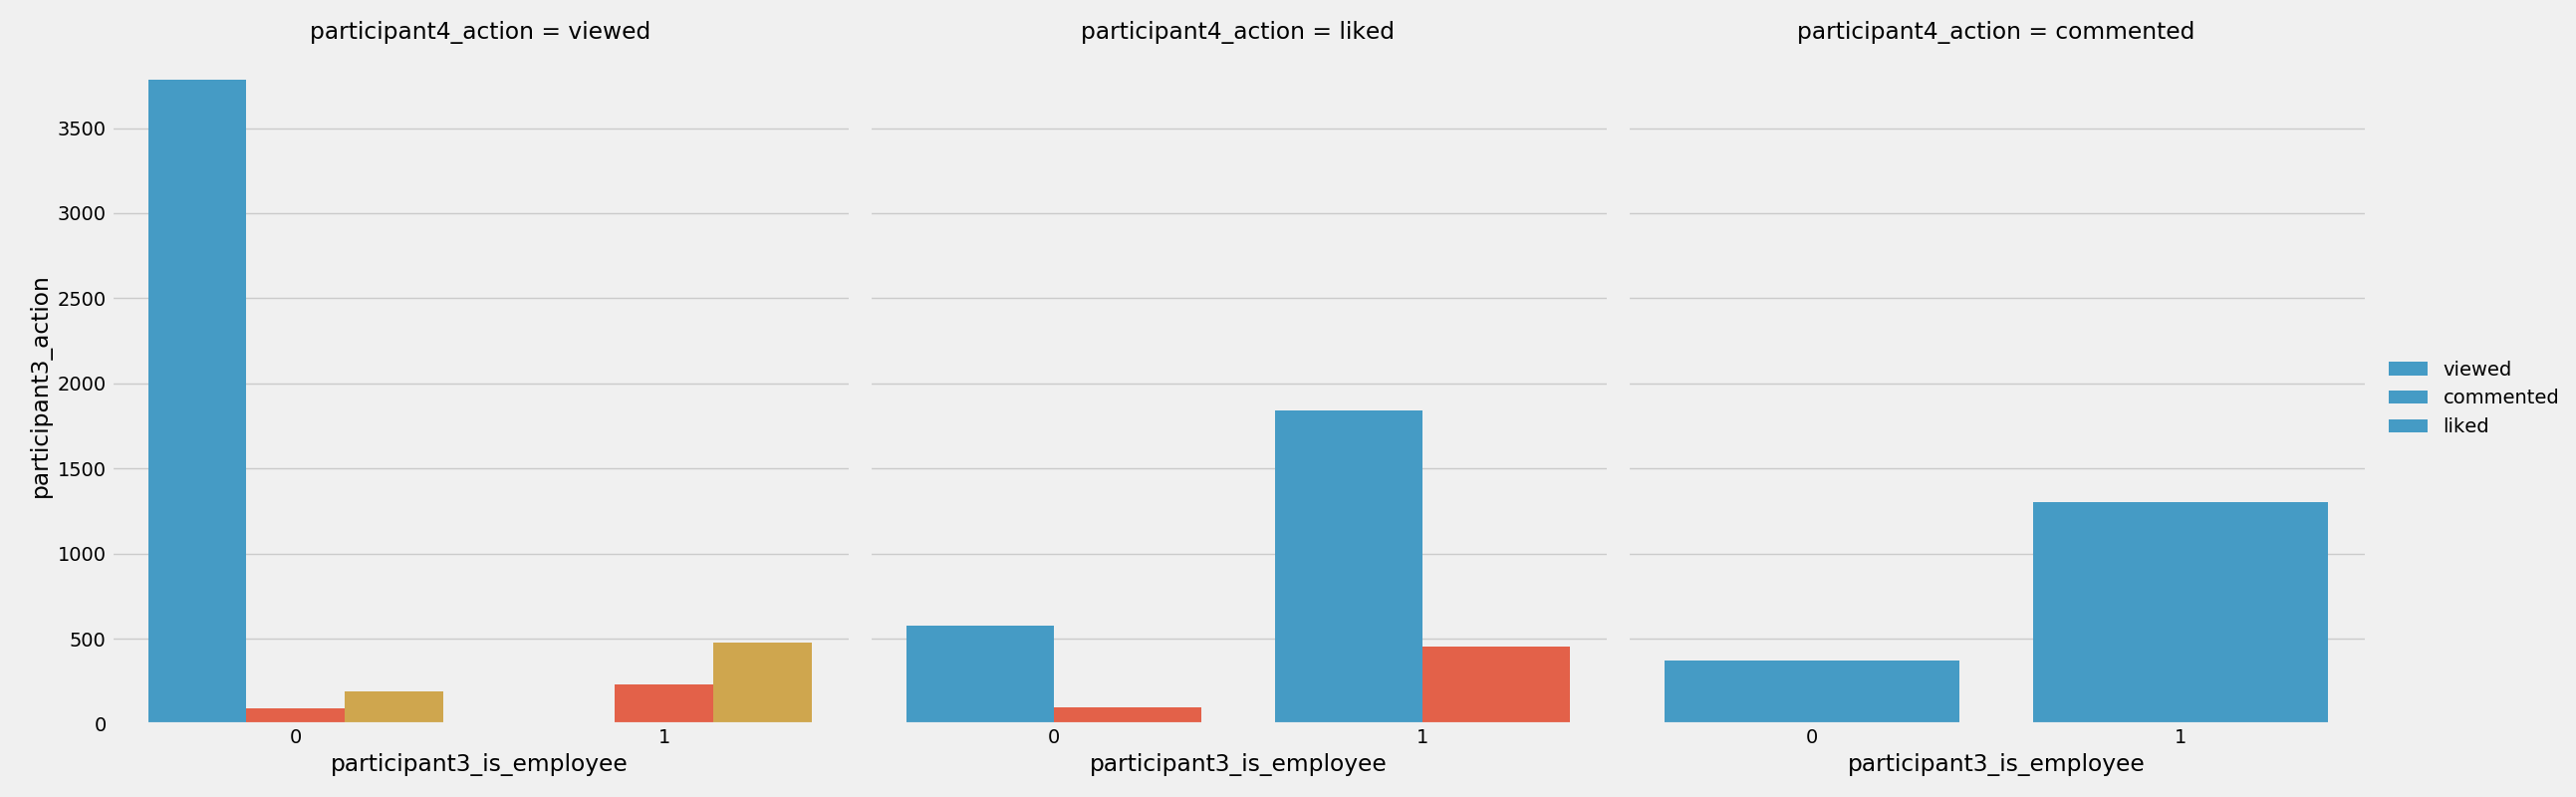 participant4_action = viewed
participant4_action = liked
participant4_action = commented
participant3_action
3500
3000
2500
2000
1500
1000
500
0
0
1
0
1
0
1
participant3_is_employee
participant3_is_employee
participant3_is_employee
viewed
commented
liked